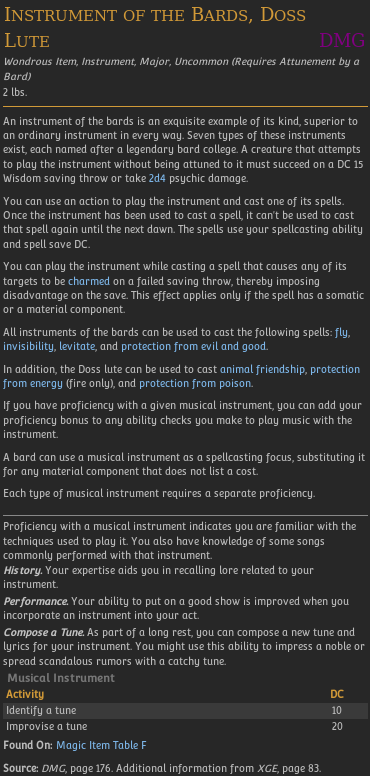 Instrument of the Bards, Doss
Lute DMG
Wondrous Item, Instrument, Major, Uncommon (Requires Attunement by a
Bard)
2 lbs.
An instrument of the bards is an exquisite example of its kind, superior to
an ordinary instrument in every way. Seven types of these instruments
exist, each named after a legendary bard college. A creature that attempts
to play the instrument without being attuned to it must succeed on a DC 15
Wisdom saving throw or take 2d4 psychic damage.
You can use an action to play the instrument and cast one of its spells.
Once the instrument has been used to cast a spell, it can't be used to cast
that spell again until the next dawn. The spells use your spellcasting ability
and spell save DC.
You can play the instrument while casting a spell that causes any of its
targets to be charmed on a failed saving throw, thereby imposing
disadvantage on the save. This effect applies only if the spell has a somatic
or a material component.
All instruments of the bards can be used to cast the following spells: fly,
invisibility, levitate, and protection from evil and good.
In addition, the Doss lute can be used to cast animal friendship, protection
from energy (fire only), and protection from poison.
If you have proficiency with a given musical instrument, you can add your
proficiency bonus to any ability checks you make to play music with the
instrument.
A bard can use a musical instrument as a spellcasting focus, substituting it
for any material component that does not list a cost.
Each type of musical instrument requires a separate proficiency.
Proficiency with a musical instrument indicates you are familiar with the
techniques used to play it. You also have knowledge of some songs
commonly performed with that instrument.
History. Your expertise aids you in recalling lore related to your
instrument.
Performance. Your ability to put on a good show is improved when you
incorporate an instrument into your act.
Compose a Tune. As part of a long rest, you can compose a new tune and
lyrics for your instrument. You might use this ability to impress a noble or
spread scandalous rumors with a catchy tune.
Musical Instrument
Activity DC
Identify a tune 10
Improvise a tune 20
Found On: Magic Item Table F
Source: DMG, page 176. Additional information from XGE, page 83.